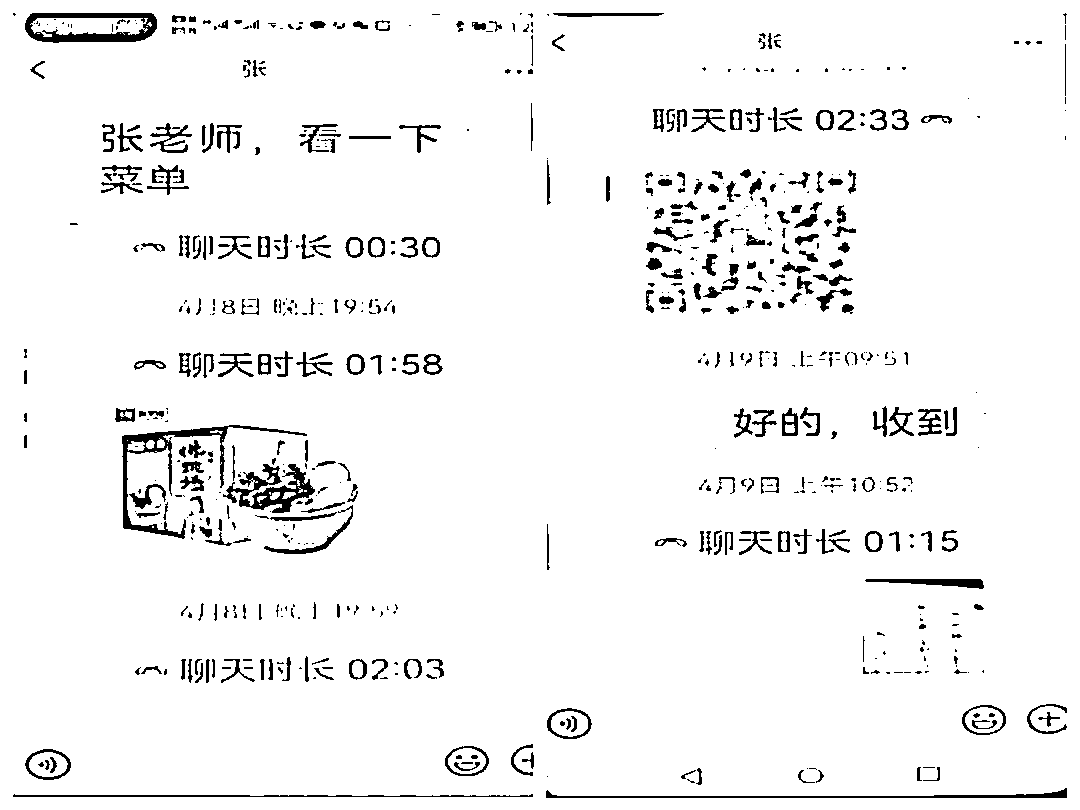 张
张老师，看一下
菜单
聊天时长 00:30
4月8日 晚上19:54
聊天时长 01:58
4月8日 晚上19:59
聊天时长 02:03
张
聊天时长 02:33
4月9日 上午09:51
好的，收到
4月9日 上午10:52
聊天时长 01:15